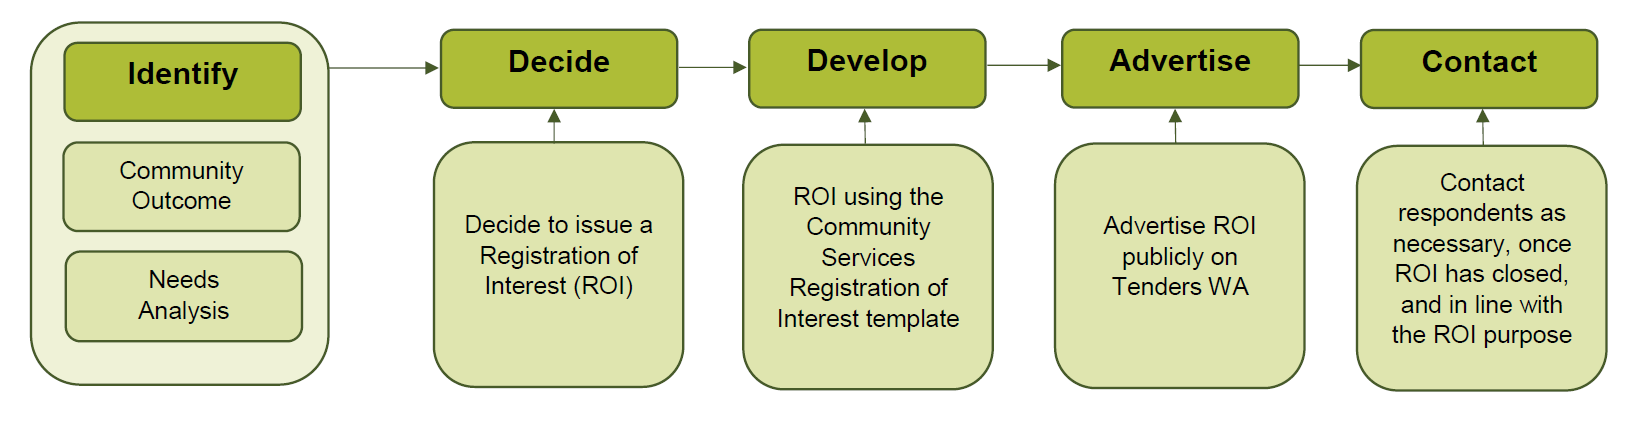 Identify
Community
Outcome
Needs
Analysis
Decide
Decide to issue a
Registration of
Interest (ROI)
Develop
ROI using the
Community
Services
Registration of
Interest template
Advertise
Advertise ROI
publicly on
Tenders WA
Contact
Contact
respondents as
necessary, once
ROI has closed,
and in line with
the ROI purpose